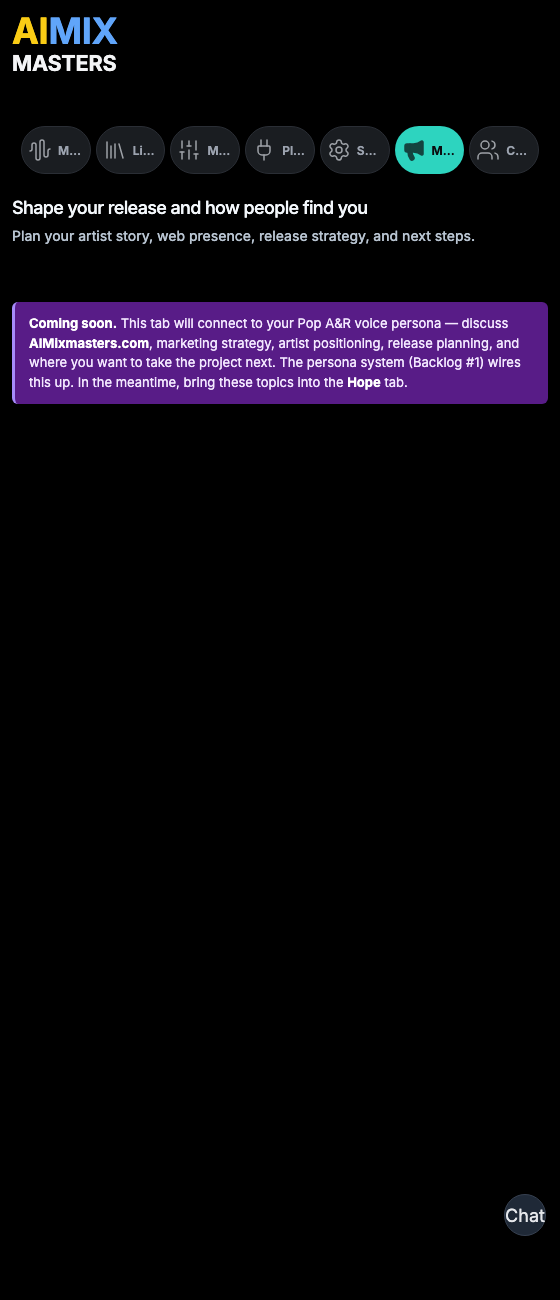 AIMIX
MASTERS
M...
Li...
M...
Pl...
S...
M...
C...
Shape your release and how people find you
Plan your artist story, web presence, release strategy, and next steps.
Coming soon. This tab will connect to your Pop A&R voice persona — discuss
AIMixmasters.com, marketing strategy, artist positioning, release planning, and
where you want to take the project next. The persona system (Backlog #1) wires
this up. In the meantime, bring these topics into the Hope tab.
Chat